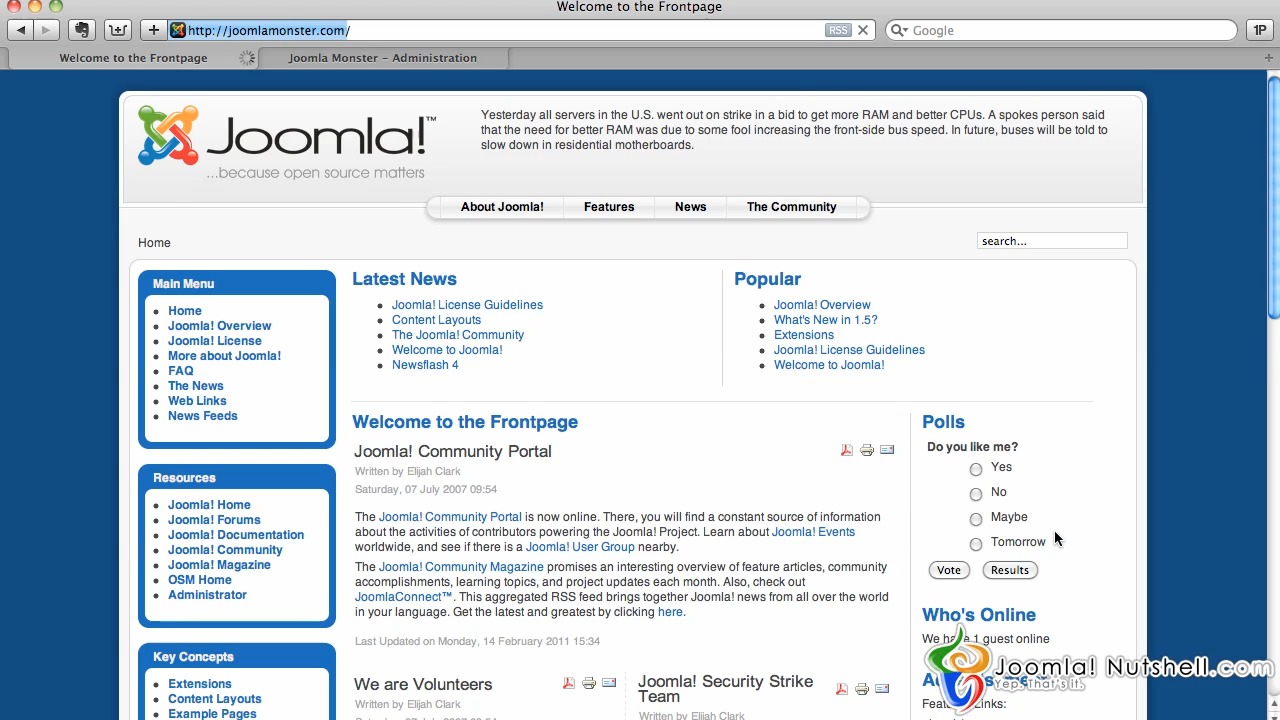 Welcome to the Frontpage
http://joomlamonster.com/
RSS
Google
1P
Welcome to the Frontpage
Joomla Monster – Administration
Joomla!™
...because open source matters
Yesterday all servers in the U.S. went out on strike in a bid to get more RAM and better CPUs. A spokes person said
that the need for better RAM was due to some fool increasing the front-side bus speed. In future, buses will be told to
slow down in residential motherboards.
About Joomla!
Features
News
The Community
Home
search...
Main Menu
Home
Joomla! Overview
Joomla! License
More about Joomla!
FAQ
The News
Web Links
News Feeds
Resources
Joomla! Home
Joomla! Forums
Joomla! Documentation
Joomla! Community
Joomla! Magazine
OSM Home
Administrator
Key Concepts
Extensions
Content Layouts
Example Pages
Latest News
Joomla! License Guidelines
Content Layouts
The Joomla! Community
Welcome to Joomla!
Newsflash 4
Popular
Joomla! Overview
What's New in 1.5?
Extensions
Joomla! License Guidelines
Welcome to Joomla!
Welcome to the Frontpage
Joomla! Community Portal
Written by Elijah Clark
Saturday, 07 July 2007 09:54
The Joomla! Community Portal is now online. There, you will find a constant source of information
about the activities of contributors powering the Joomla! Project. Learn about Joomla! Events
worldwide, and see if there is a Joomla! User Group nearby.
The Joomla! Community Magazine promises an interesting overview of feature articles, community
accomplishments, learning topics, and project updates each month. Also, check out
JoomlaConnect™. This aggregated RSS feed brings together Joomla! news from all over the world
in your language. Get the latest and greatest by clicking here.
Last Updated on Monday, 14 February 2011 15:34
We are Volunteers
Written by Elijah Clark
Joomla! Security Strike
Team
Written by Elijah Clark
Polls
Do you like me?
Yes
No
Maybe
Tomorrow
Vote
Results
Who's Online
We have 1 guest online
Joomla! Nutshell.com
Yep. That's it.